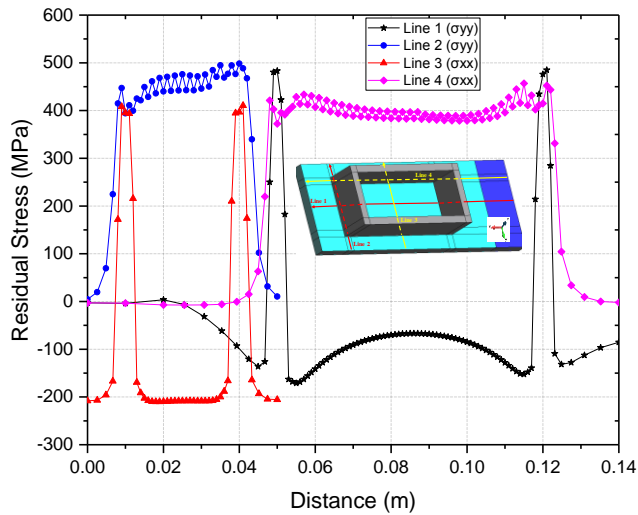 Line 1 (σyy)
Line 2 (σyy)
Line 3 (σxx)
Line 4 (σxx)
600
500
400
300
200
100
0
-100
-200
-300
Residual Stress (MPa)
Line 4
Line 1
Line 3
Line 2
0.00
0.02
0.04
0.06
0.08
0.10
0.12
0.14
Distance (m)